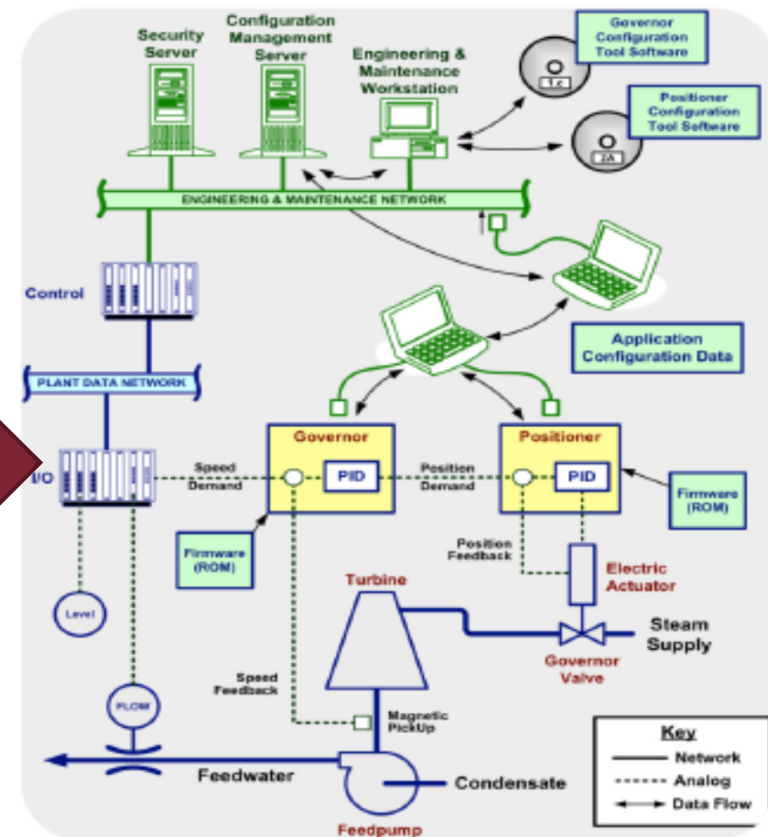 Security
Server
Configuration
Management
Server
Engineering &
Maintenance
Workstation
Governor
Configuration
Tool Software
1.c
Positioner
Configuration
Tool Software
2A
ENGINEERING & MAINTENANCE NETWORK
Control
Application
Configuration Data
PLANT DATA NETWORK
I/O
Speed
Demand
Governor
PID
Position
Demand
Positioner
PID
Firmware
(ROM)
Firmware
(ROM)
Position
Feedback
Electric
Actuator
Turbine
Level
Steam
Supply
Governor
Valve
Speed
Feedback
FLOW
Magnetic
PickUp
Feedwater
Condensate
Feedpump
Key
Network
Analog
Data Flow